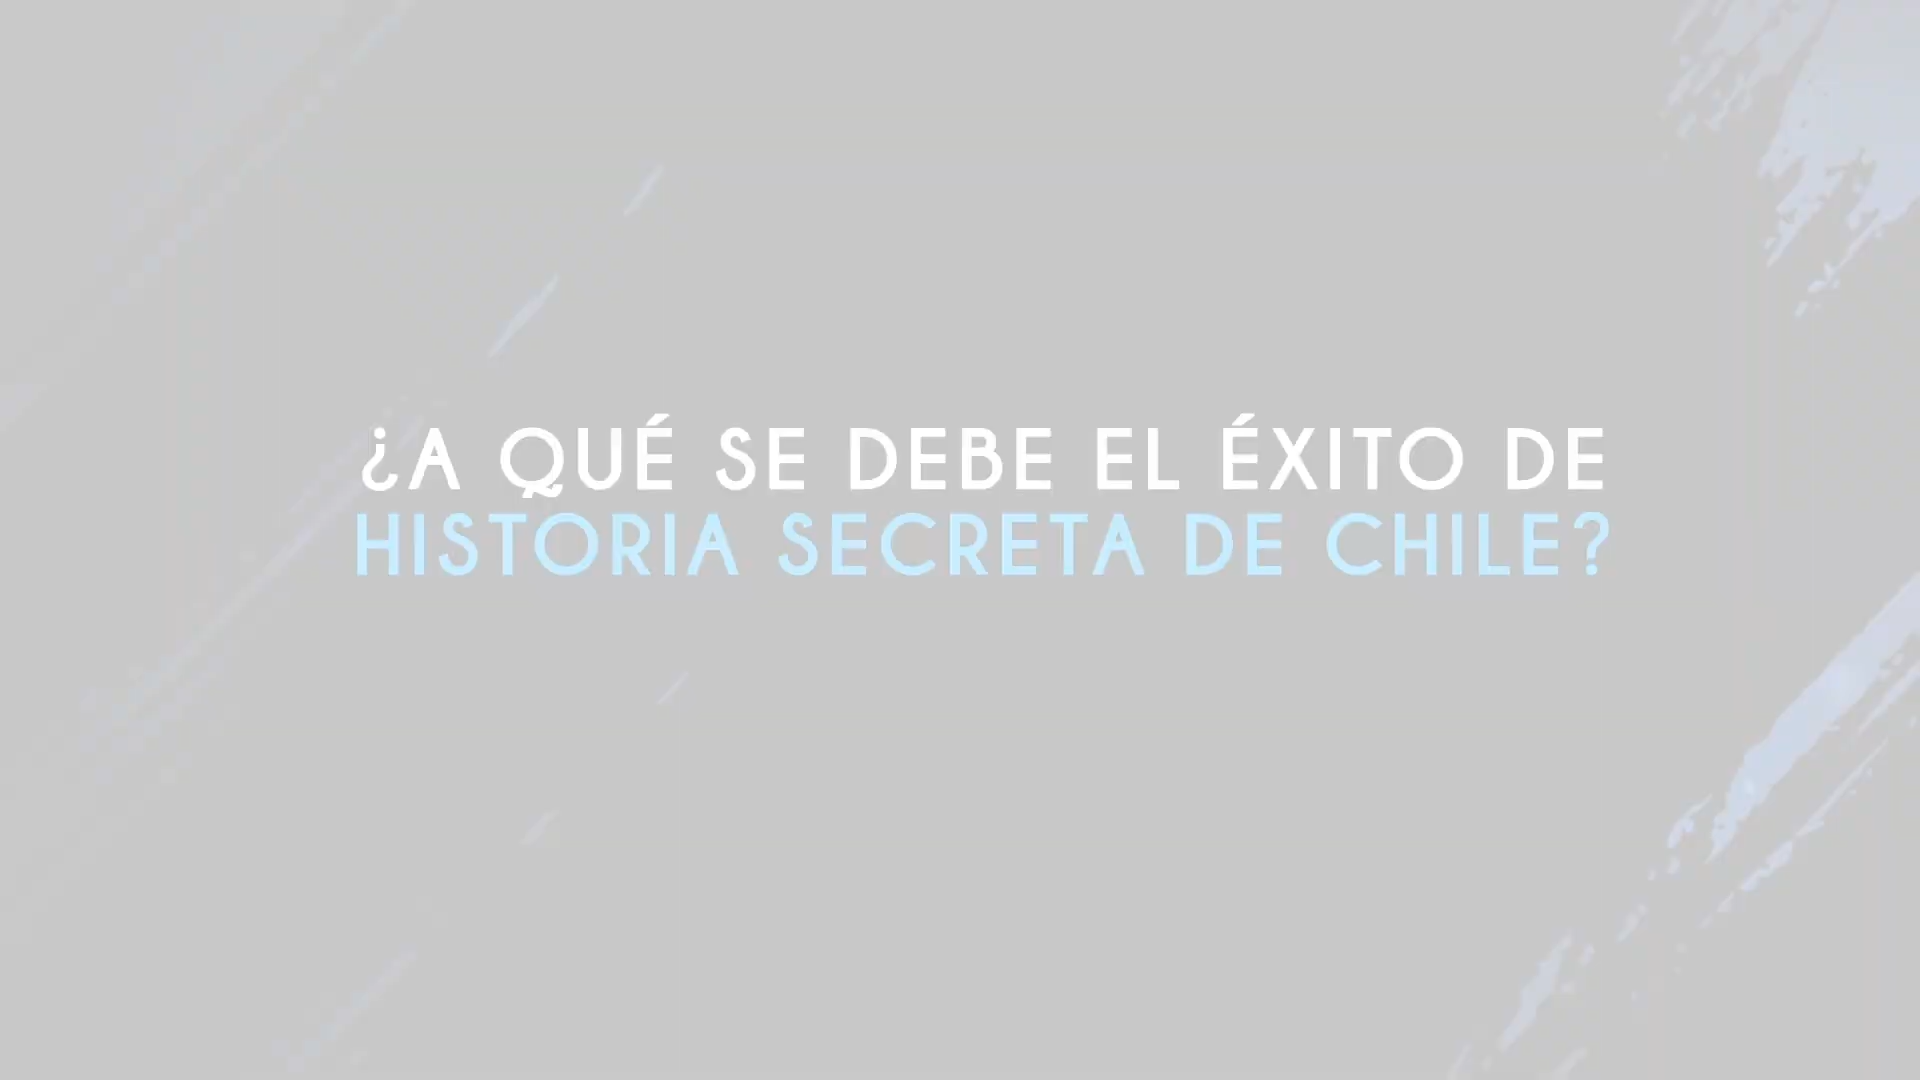 ¿A QUÉ SE DEBE EL ÉXITO DE
HISTORIA SECRETA DE CHILE?